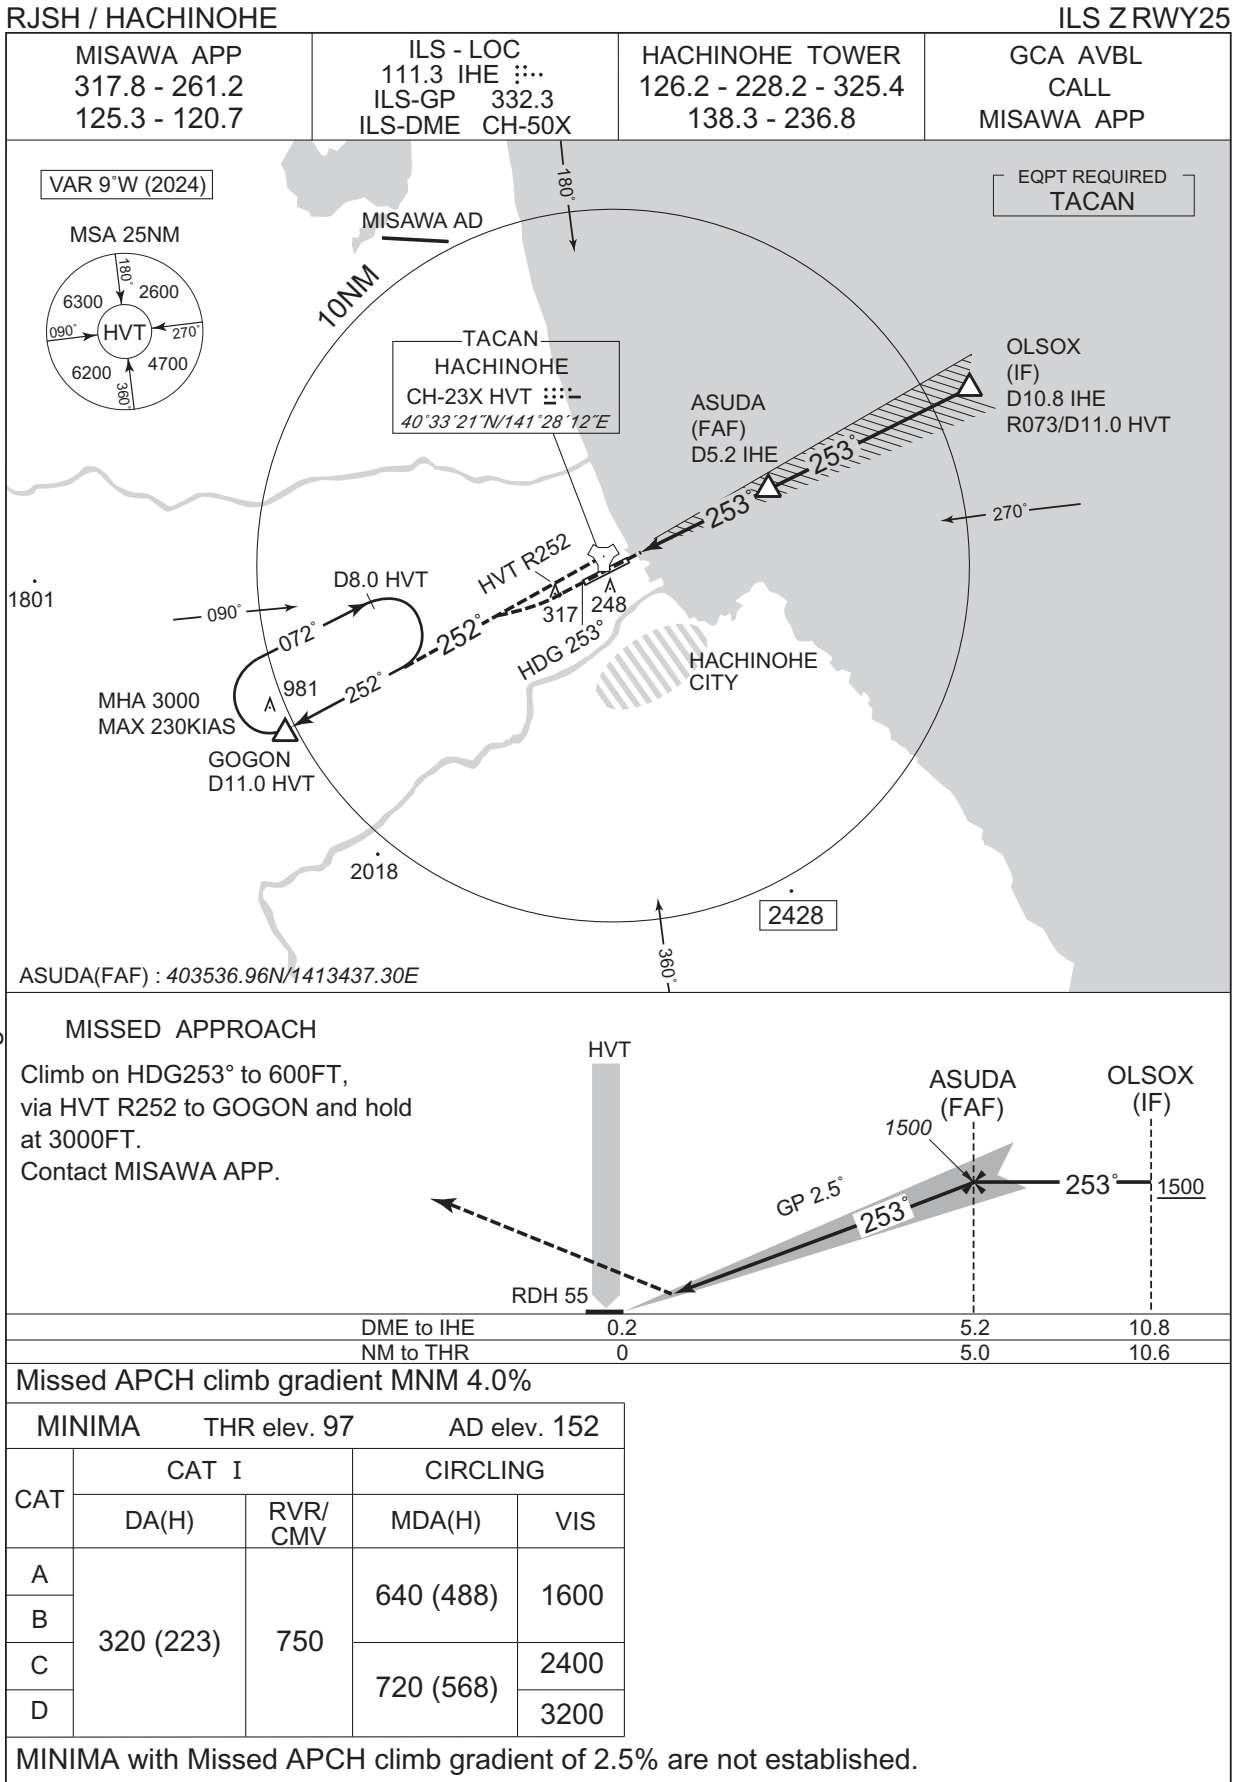 RJSH / HACHINOHE
ILS Z RWY25
MISAWA APP
317.8 - 261.2
125.3 - 120.7
ILS - LOC
111.3 IHE
ILS-GP 332.3
ILS-DME CH-50X
HACHINOHE TOWER
126.2 - 228.2 - 325.4
138.3 - 236.8
GCA AVBL
CALL
MISAWA APP
VAR 9°W (2024)
MSA 25NM
180°
6300
2600
090°
HVT
270°
6200
4700
360°
MISAWA AD
10NM
180°
EQPT REQUIRED
TACAN
TACAN
HACHINOHE
CH-23X HVT
40°33′21″N/141°28′12″E
OLSOX
(IF)
D10.8 IHE
R073/D11.0 HVT
ASUDA
(FAF)
D5.2 IHE
253°
253°
270°
HVT R252
1801
D8.0 HVT
090°
072°
252°
252°
317
248
HDG 253°
HACHINOHE
CITY
981
MHA 3000
MAX 230KIAS
GOGON
D11.0 HVT
2018
2428
360°
ASUDA(FAF) : 403536.96N/1413437.30E
MISSED APPROACH
Climb on HDG253° to 600FT,
via HVT R252 to GOGON and hold
at 3000FT.
Contact MISAWA APP.
HVT
ASUDA
(FAF)
OLSOX
(IF)
1500
GP 2.5°
253°
253°
1500
RDH 55
DME to IHE 0.2 5.2 10.8
NM to THR 0 5.0 10.6
Missed APCH climb gradient MNM 4.0%
MINIMA THR elev. 97 AD elev. 152
CAT
CAT I
CIRCLING
DA(H)
RVR/
CMV
MDA(H)
VIS
A
B
C
D
320 (223)
750
640 (488)
1600
720 (568)
2400
3200
MINIMA with Missed APCH climb gradient of 2.5% are not established.